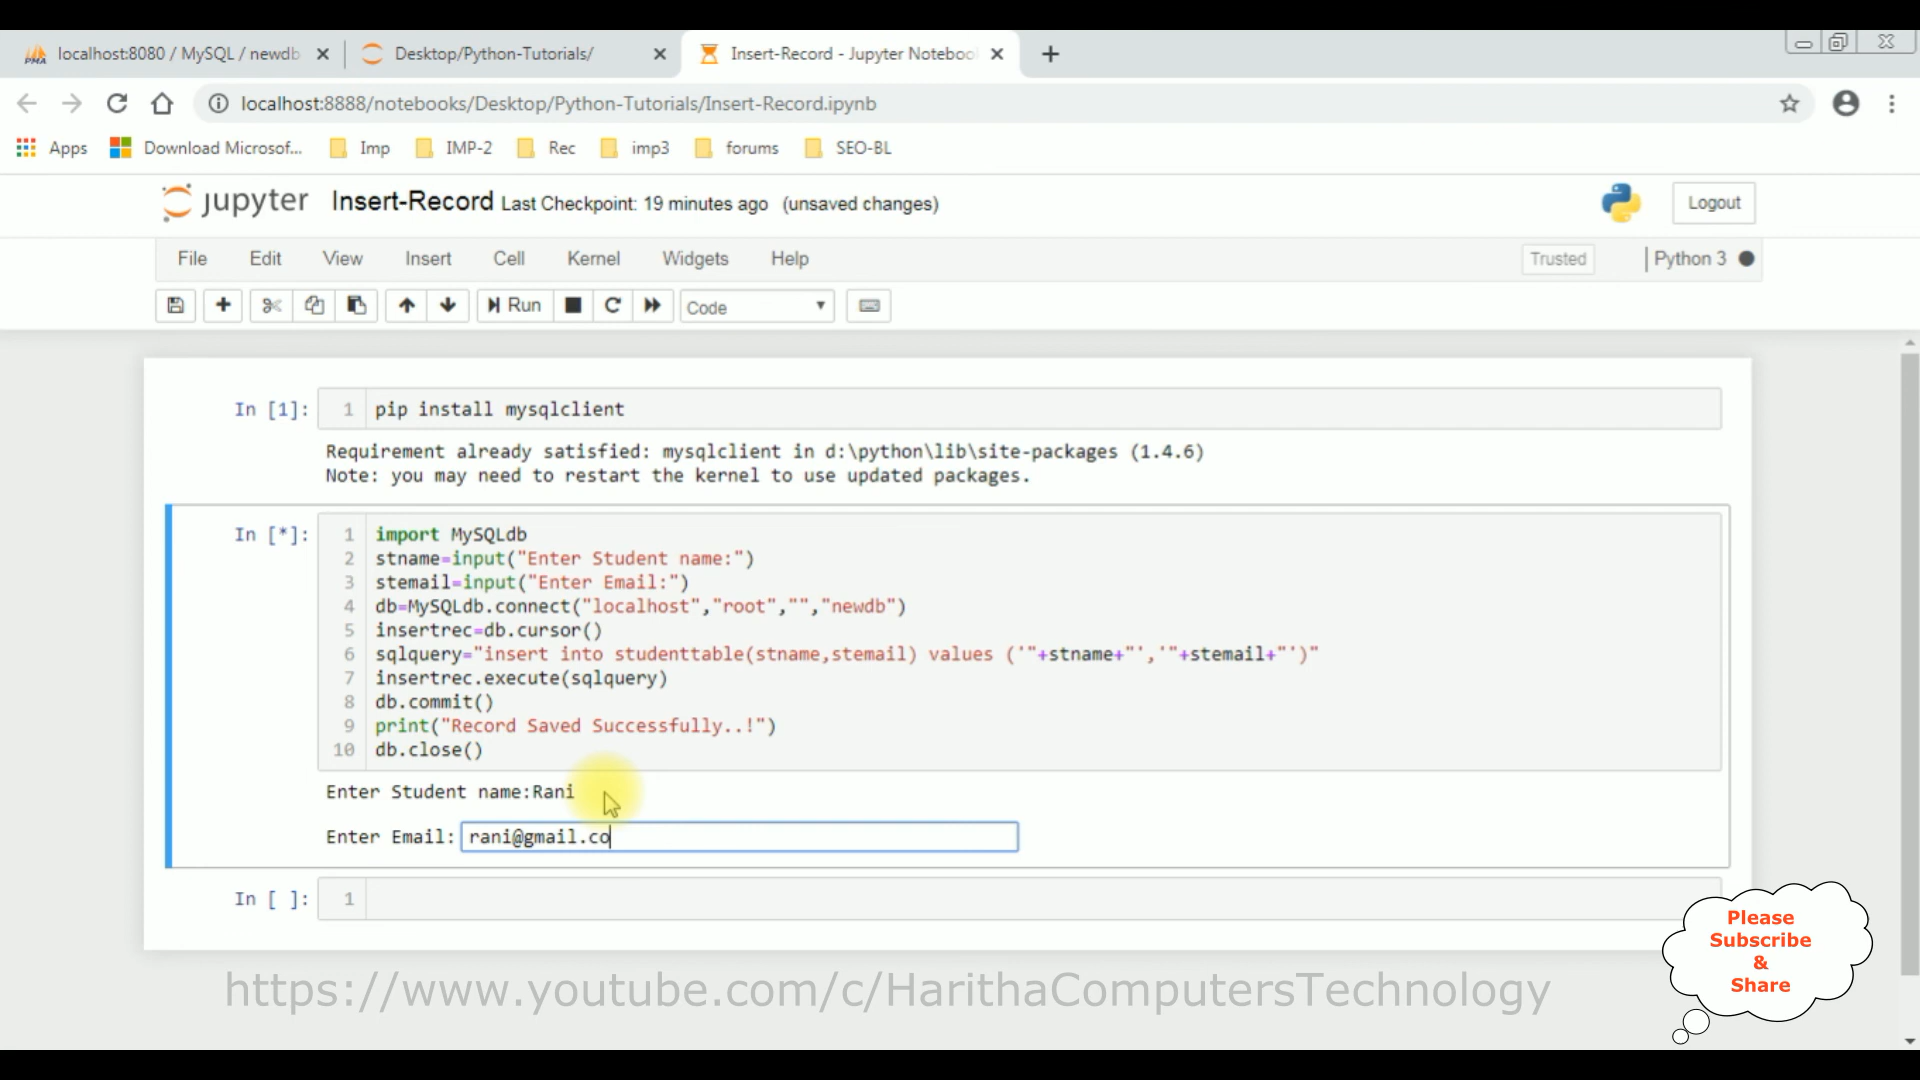 localhost:8080 / MySQL / newdb
Desktop/Python-Tutorials/
Insert-Record - Jupyter Noteboo
localhost:8888/notebooks/Desktop/Python-Tutorials/Insert-Record.ipynb
Apps Download Microsof... Imp IMP-2 Rec imp3 forums SEO-BL
jupyter Insert-Record Last Checkpoint: 19 minutes ago (unsaved changes) Logout
File Edit View Insert Cell Kernel Widgets Help Trusted Python 3
Run Code
In [1]: 1 pip install mysqlclient
Requirement already satisfied: mysqlclient in d:\python\lib\site-packages (1.4.6)
Note: you may need to restart the kernel to use updated packages.
In [*]: 1 import MySQLdb
2 stname=input("Enter Student name:")
3 stemail=input("Enter Email:")
4 db=MySQLdb.connect("localhost","root","","newdb")
5 insertrec=db.cursor()
6 sqlquery="insert into studenttable(stname,stemail) values ('"+stname+"','"+stemail+"')"
7 insertrec.execute(sqlquery)
8 db.commit()
9 print("Record Saved Successfully..!")
10 db.close()
Enter Student name:Rani
Enter Email: rani@gmail.co
In [ ]: 1
Please
Subscribe
&
Share
https://www.youtube.com/c/HarithaComputersTechnology